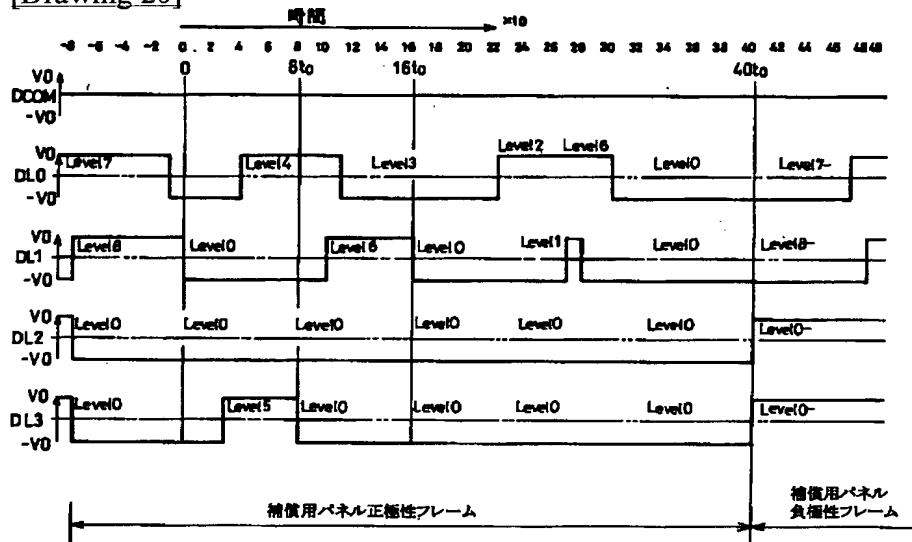 [Drawing 20]
時間 ×t0
-8 -6 -4 -2 0 2 4 6 8 10 12 14 16 18 20 22 24 26 28 30 32 34 36 38 40 42 44 46 48
0 8t0 16t0 40t0
V0
DCOM
-V0
V0 Level7 Level4 Level3 Level2 Level6 Level0 Level7-
DL0
-V0
V0 Level8 Level0 Level6 Level0 Level1 Level0 Level8-
DL1
-V0
V0 Level0 Level0 Level0 Level0 Level0 Level0 Level0-
DL2
-V0
V0 Level0 Level5 Level0 Level0 Level0 Level0 Level0-
DL3
-V0
補償用パネル正極性フレーム
補償用パネル
負極性フレーム